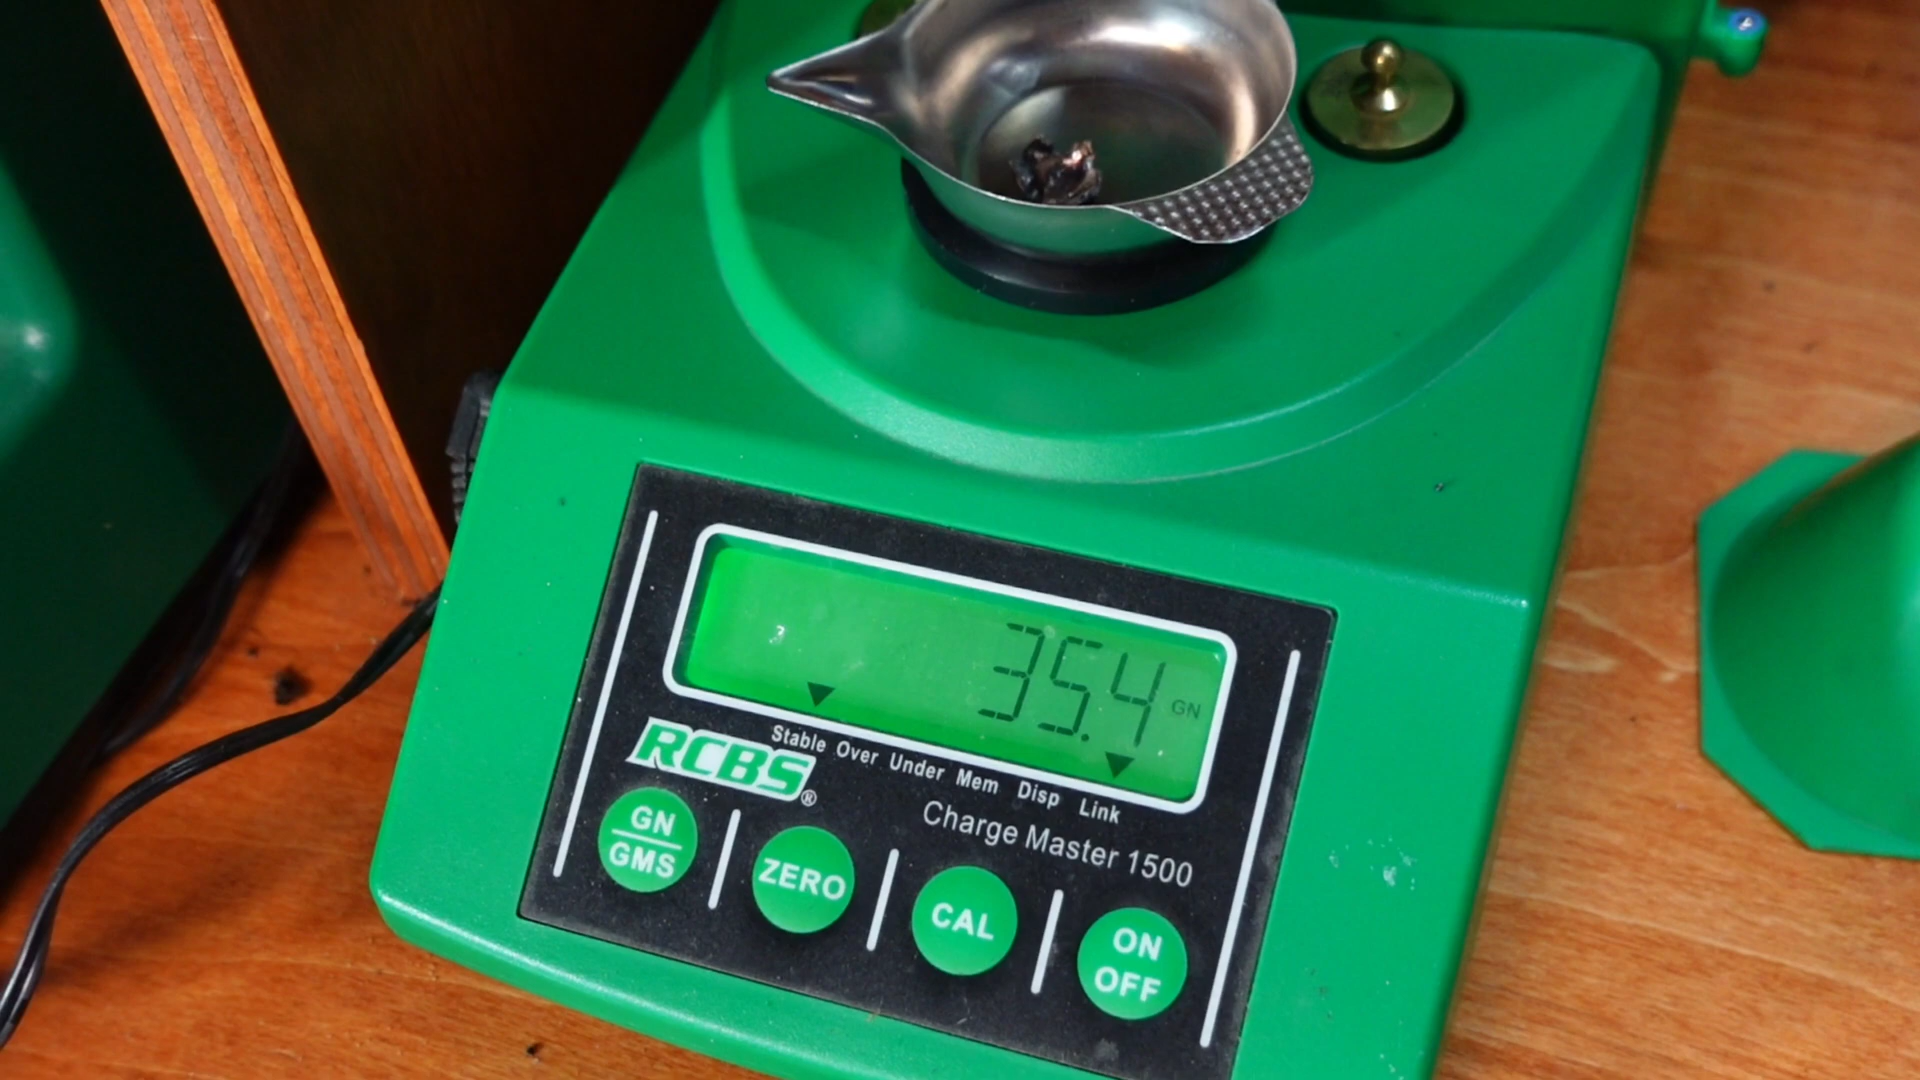 35.4 GN
Stable Over Under Mem Disp Link
RCBS®
Charge Master 1500
GN
GMS
ZERO
CAL
ON
OFF